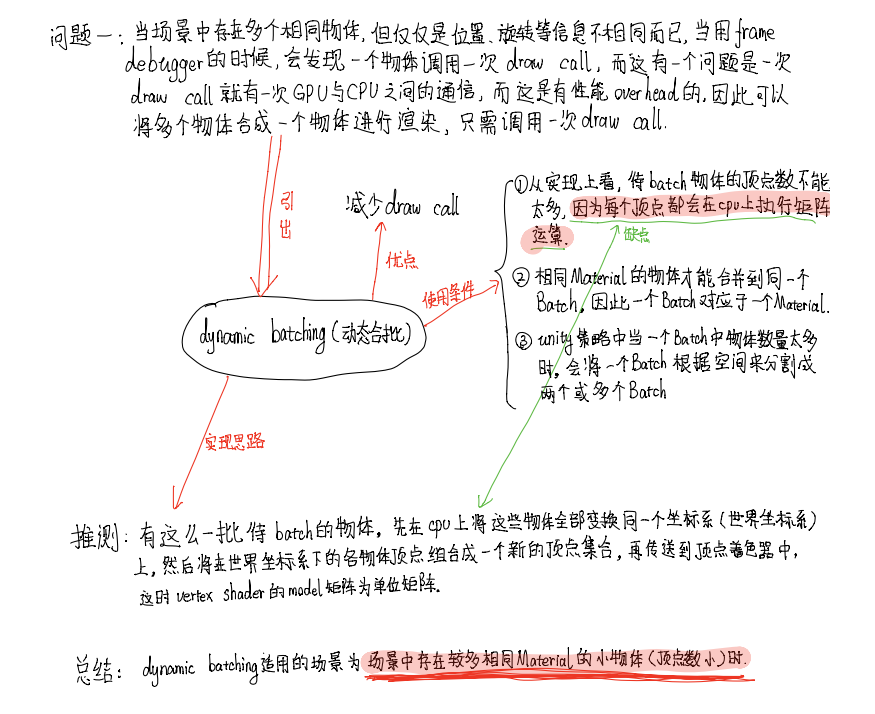 问题一：当场景中存在多个相同物体，但仅仅是位置、旋转等信息不相同而已，当用frame
debugger的时候，会发现一个物体调用一次 draw call，而这有一个问题是一次
draw call 就有一次GPU与CPU之间的通信，而这是有性能overhead的，因此可以
将多个物体合成一个物体进行渲染，只需调用一次draw call.
引出
减少draw call
优点
使用条件
①从实现上看，待batch物体的顶点数不能
太多，因为每个顶点都会在cpu上执行矩阵
运算.
缺点
② 相同Material的物体才能合并到同一个
Batch，因此一个Batch对应于一个Material.
③ unity策略中当一个Batch中物体数量太多
时，会将一个Batch根据空间来分割成
两个或多个Batch
dynamic batching（动态合批）
实现思路
推测：有这么一批待batch的物体，先在cpu上将这些物体全部变换同一个坐标系（世界坐标系）
上，然后将在世界坐标系下的各物体顶点组合成一个新的顶点集合，再传送到顶点着色器中，
这时vertex shader的model矩阵为单位矩阵.
总结：dynamic batching适用的场景为场景中存在较多相同Material的小物体（顶点数小）时.